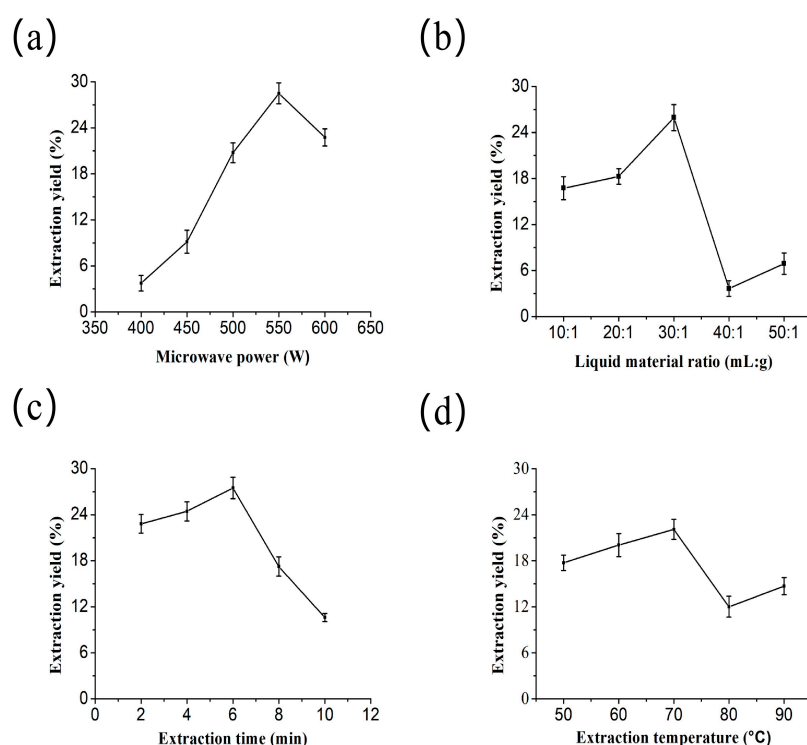 (a)
Extraction yield (%)
30
24
18
12
6
0
350 400 450 500 550 600 650
Microwave power (W)
(b)
Extraction yield (%)
30
24
18
12
6
0
10:1 20:1 30:1 40:1 50:1
Liquid material ratio (mL:g)
(c)
Extraction yield (%)
30
24
18
12
6
0
0 2 4 6 8 10 12
Extraction time (min)
(d)
Extraction yield (%)
30
24
18
12
6
0
50 60 70 80 90
Extraction temperature (°C)